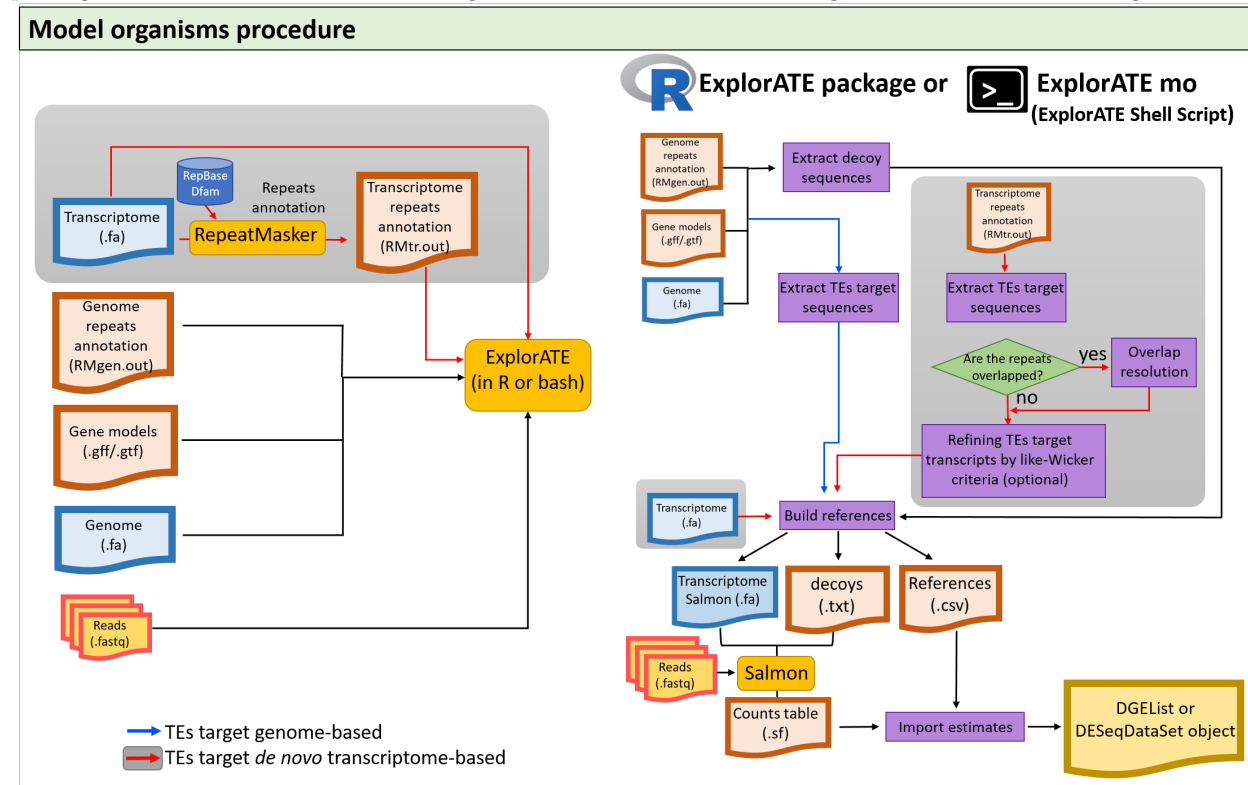 Model organisms procedure
R
ExplorATE package or
>_
ExplorATE mo
(ExplorATE Shell Script)
RepBase
Dfam
Repeats
annotation
Transcriptome
(.fa)
RepeatMasker
Transcriptome
repeats
annotation
(RMtr.out)
Genome
repeats
annotation
(RMgen.out)
Gene models
(.gff/.gtf)
Genome
(.fa)
Reads
(.fastq)
ExplorATE
(in R or bash)
TEs target genome-based
TEs target de novo transcriptome-based
Genome
repeats
annotation
(RMgen.out)
Gene models
(.gff/.gtf)
Genome
(.fa)
Extract decoy
sequences
Extract TEs target
sequences
Transcriptome
repeats
annotation
(RMtr.out)
Extract TEs target
sequences
Are the repeats
overlapped?
yes
Overlap
resolution
no
Refining TEs target
transcripts by like-Wicker
criteria (optional)
Transcriptome
(.fa)
Build references
Transcriptome
Salmon (.fa)
decoys
(.txt)
References
(.csv)
Reads
(.fastq)
Salmon
Counts table
(.sf)
Import estimates
DGEList or
DESeqDataSet object